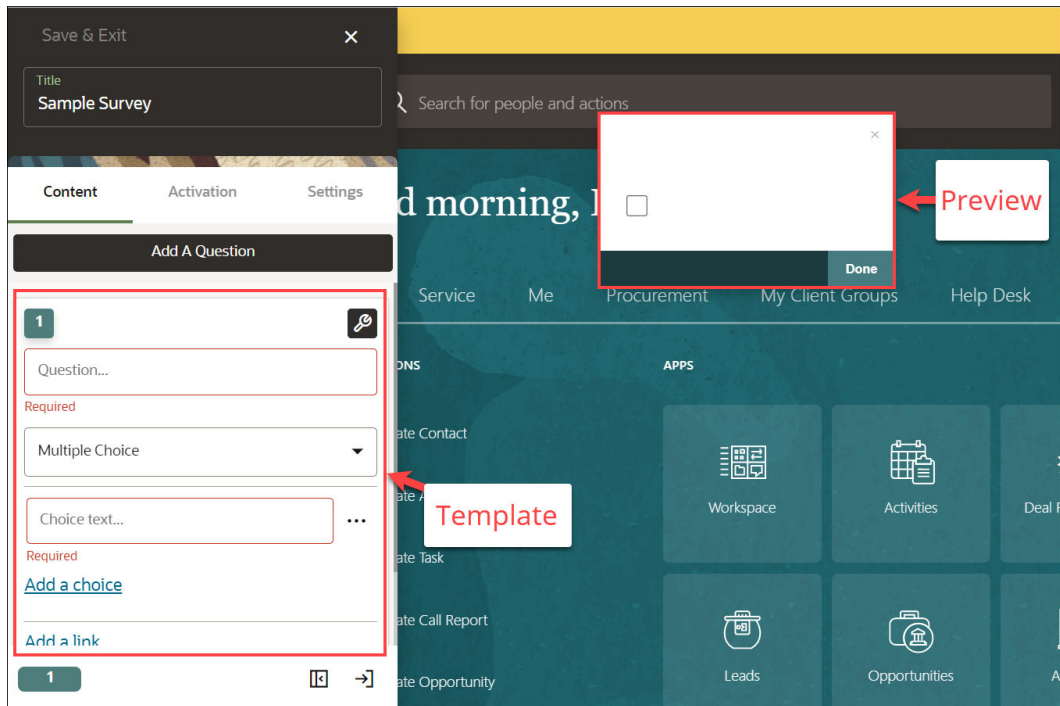 Save & Exit
Title
Sample Survey
Content Activation Settings
Add A Question
1
Question...
Required
Multiple Choice
Choice text...
Required
Add a choice
Add a link
1
Search for people and actions
d morning,
Done
Preview
Service Me Procurement My Client Groups Help Desk
ONS
APPS
ate Contact
ate A
Template
ate Task
ate Call Report
ate Opportunity
Workspace Activities Deal
Leads Opportunities A